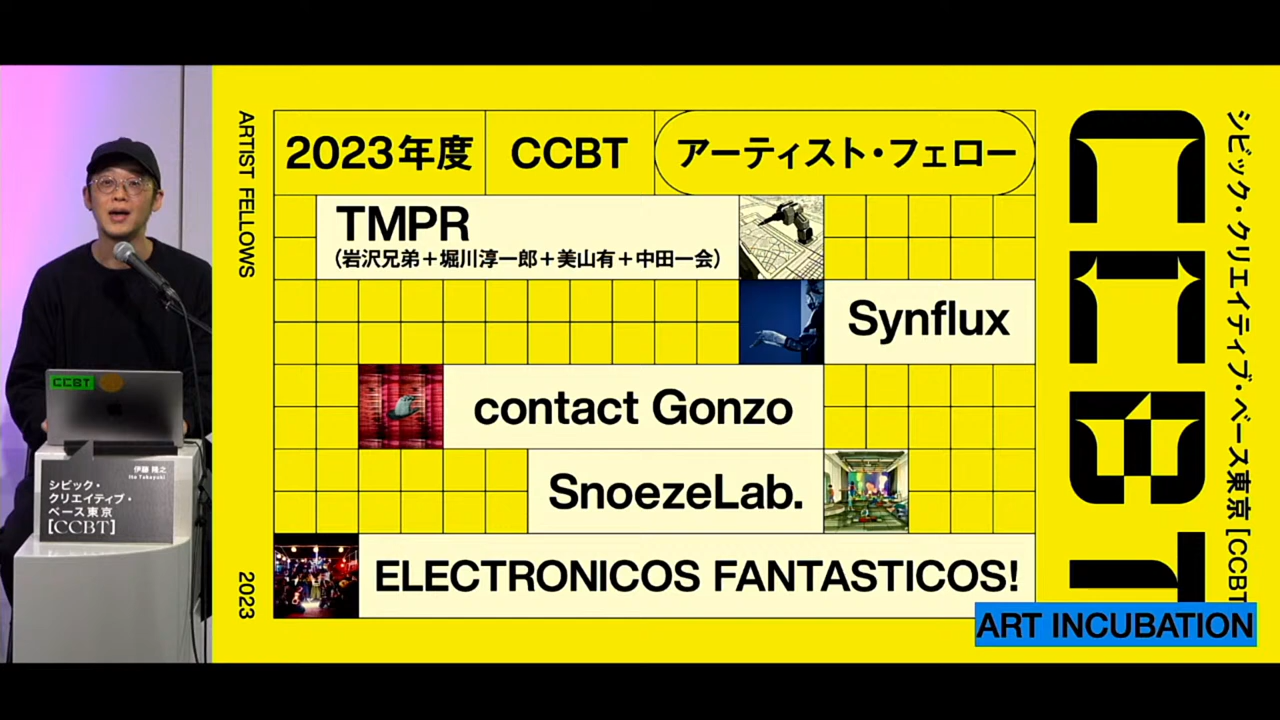 ARTIST FELLOWS
2023
2023年度
CCBT
アーティスト・フェロー
TMPR
(岩沢兄弟+堀川淳一郎+美山有+中田一会)
Synflux
contact Gonzo
SnoezeLab.
ELECTRONICOS FANTASTICOS!
CCBT
シビック・クリエイティブ・ベース東京 [CCBT
ART INCUBATION
CCBT
伊藤 隆之
Ito Takayuki
シビック・
クリエイティブ・
ベース東京
[CCBT]